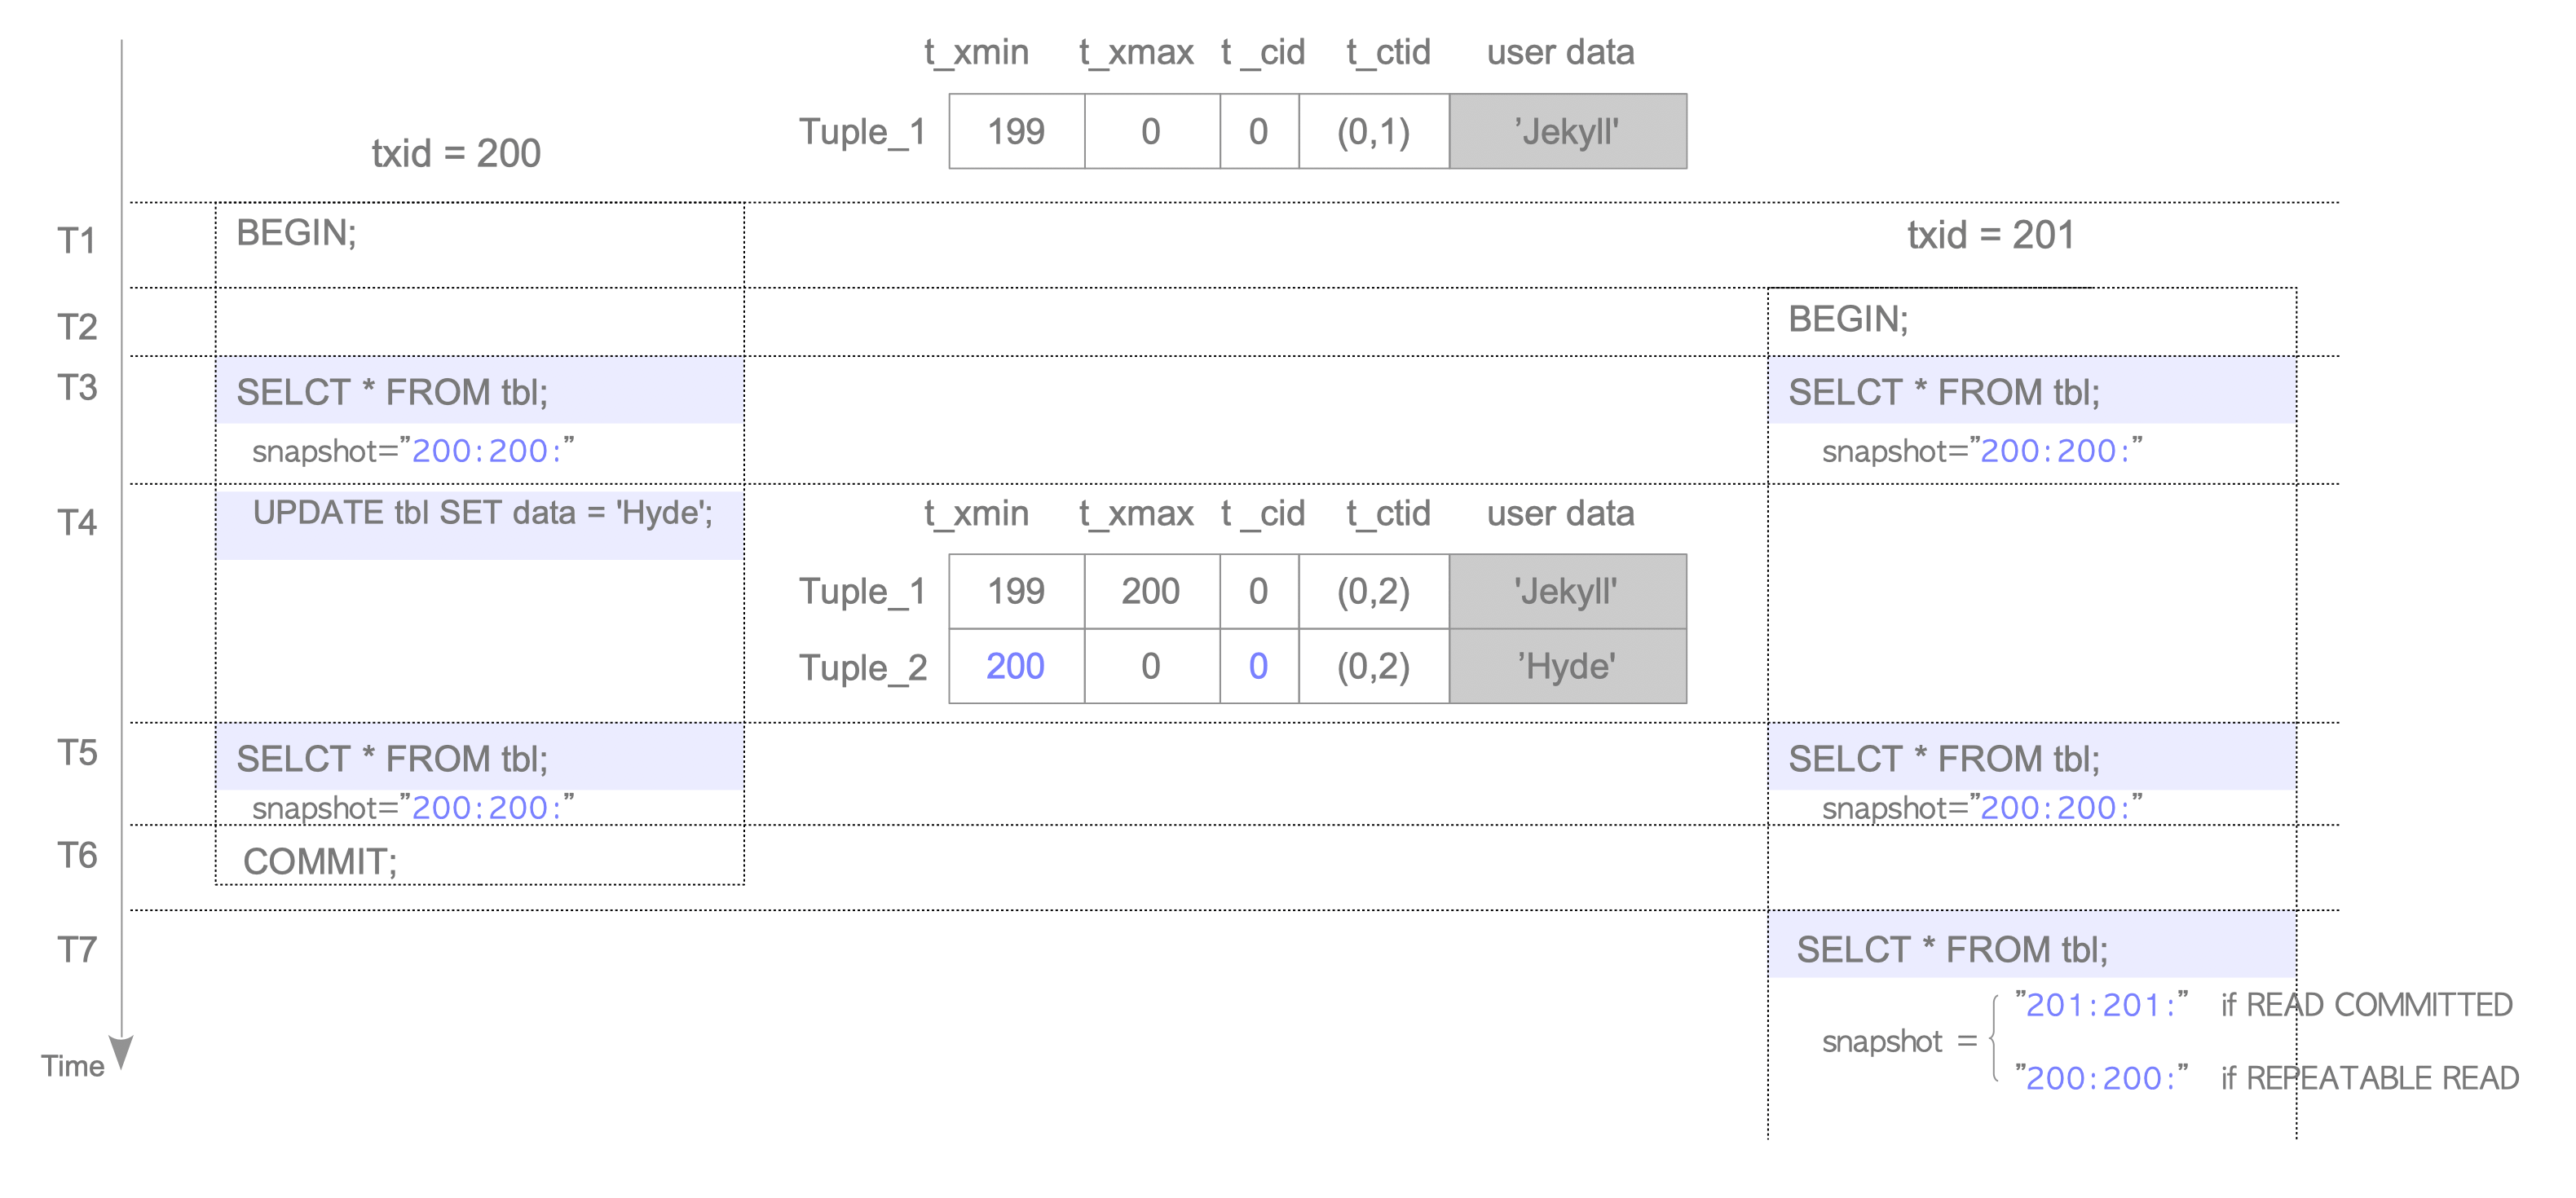 t_xmin t_xmax t _cid t_ctid user data
Tuple_1 199 0 0 (0,1) ’Jekyll'
txid = 200
T1 BEGIN; txid = 201
T2 BEGIN;
T3 SELCT * FROM tbl; SELCT * FROM tbl;
snapshot=”200:200:” snapshot=”200:200:”
T4 UPDATE tbl SET data = 'Hyde'; t_xmin t_xmax t _cid t_ctid user data
Tuple_1 199 200 0 (0,2) 'Jekyll'
Tuple_2 200 0 0 (0,2) ’Hyde'
T5 SELCT * FROM tbl; SELCT * FROM tbl;
snapshot=”200:200:” snapshot=”200:200:”
T6 COMMIT;
T7 SELCT * FROM tbl;
”201:201:” if READ COMMITTED
snapshot =
Time
”200:200:” if REPEATABLE READ